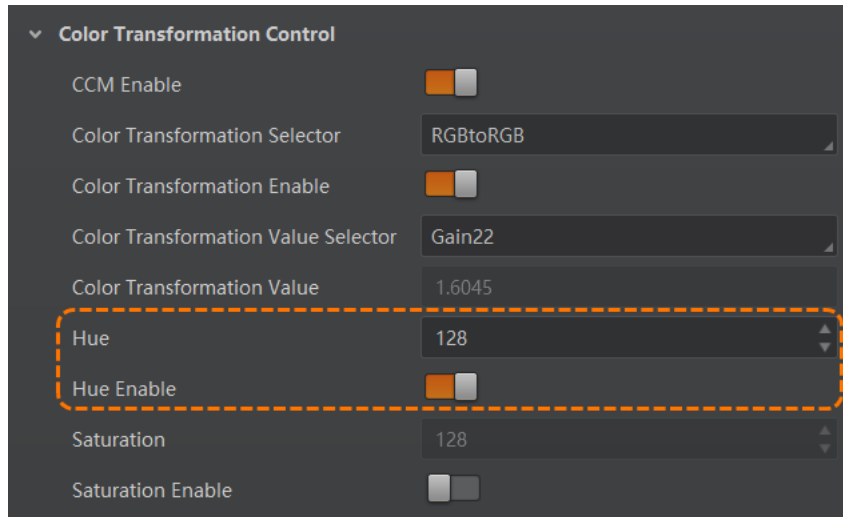 Color Transformation Control
CCM Enable
Color Transformation Selector RGBtoRGB
Color Transformation Enable
Color Transformation Value Selector Gain22
Color Transformation Value 1.6045
Hue 128
Hue Enable
Saturation 128
Saturation Enable